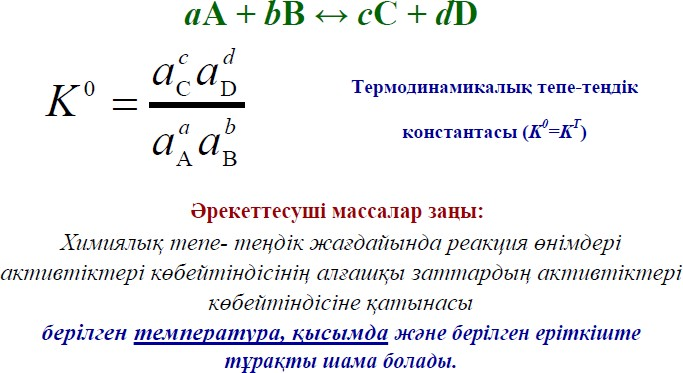 aA + bB ↔ cC + dD
K⁰ = (a_C^c a_D^d) / (a_A^a a_B^b)
Термодинамикалық тепе-теңдік
константасы (K⁰=Kᵀ)
Әрекеттесуші массалар заңы:
Химиялық тепе- теңдік жағдайында реакция өнімдері
активтіктері көбейтіндісінің алғашқы заттардың активтіктері
көбейтіндісіне қатынасы
берілген температура, қысымда және берілген еріткіште
тұрақты шама болады.